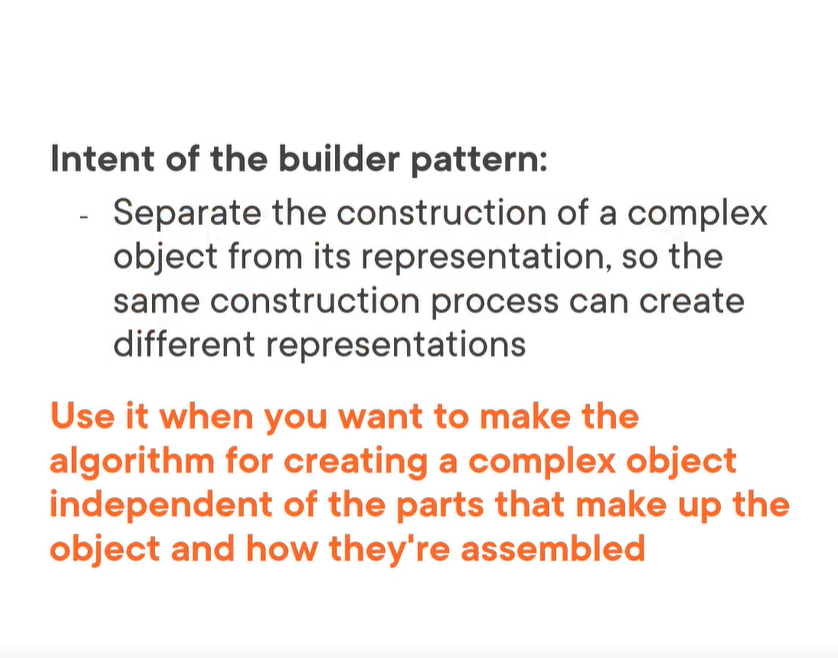 Intent of the builder pattern:
- Separate the construction of a complex
object from its representation, so the
same construction process can create
different representations
Use it when you want to make the
algorithm for creating a complex object
independent of the parts that make up the
object and how they're assembled